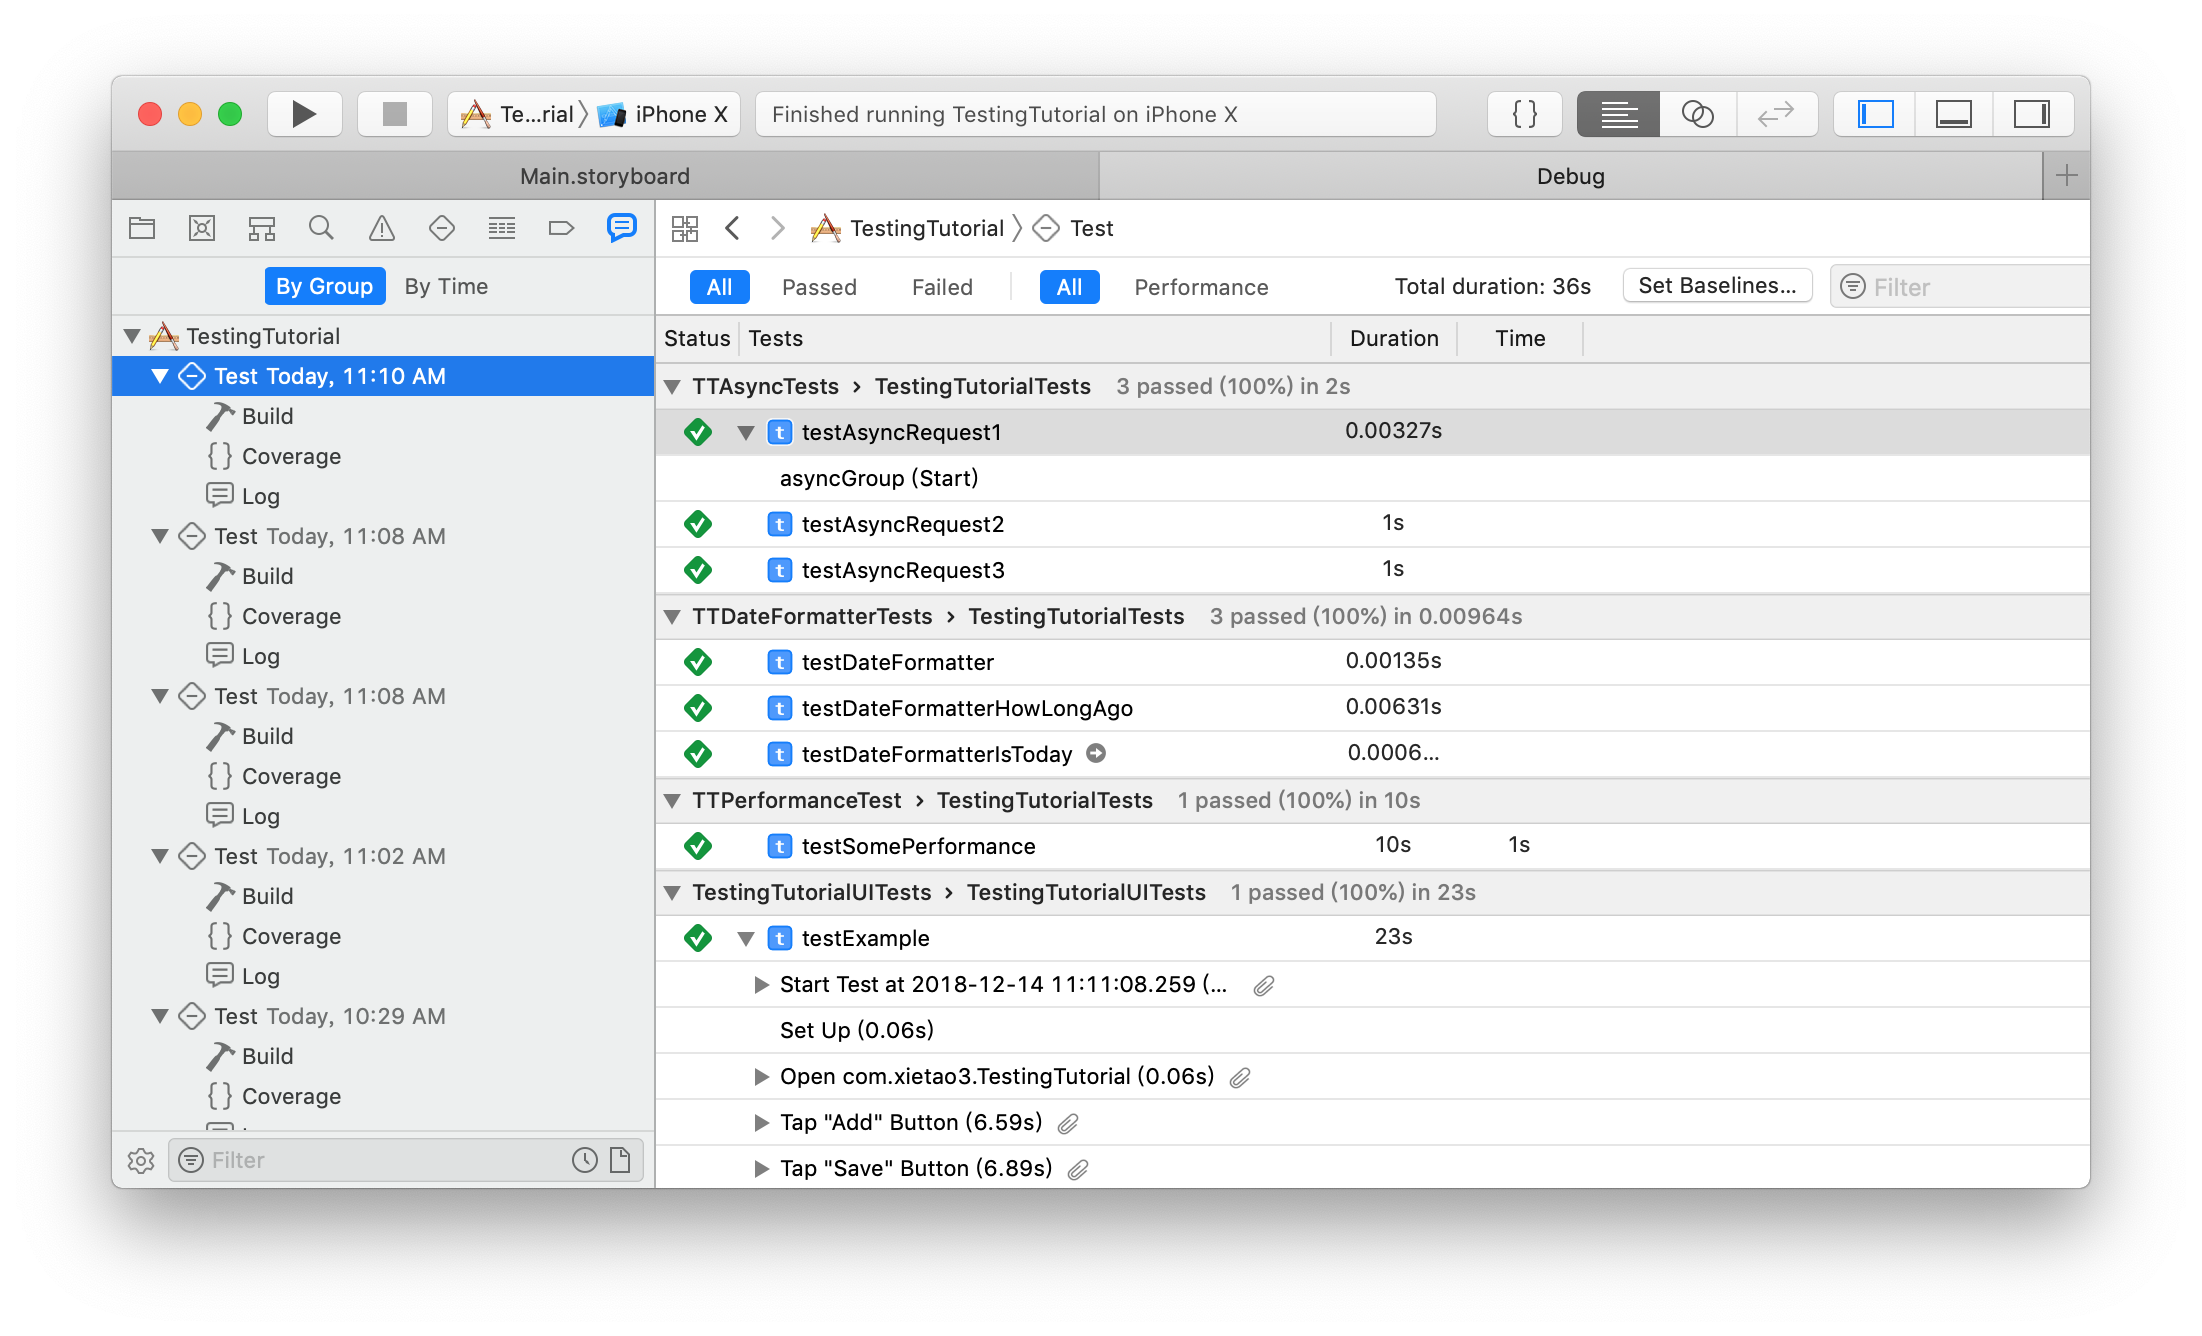 Te...rial iPhone X
Finished running TestingTutorial on iPhone X
{}
Main.storyboard
Debug
By Group By Time
TestingTutorial
Test Today, 11:10 AM
Build
Coverage
Log
Test Today, 11:08 AM
Build
Coverage
Log
Test Today, 11:08 AM
Build
Coverage
Log
Test Today, 11:02 AM
Build
Coverage
Log
Test Today, 10:29 AM
Build
Coverage
Filter
TestingTutorial Test
All Passed Failed All Performance Total duration: 36s Set Baselines... Filter
Status Tests Duration Time
TTAsyncTests › TestingTutorialTests 3 passed (100%) in 2s
t testAsyncRequest1 0.00327s
asyncGroup (Start)
t testAsyncRequest2 1s
t testAsyncRequest3 1s
TTDateFormatterTests › TestingTutorialTests 3 passed (100%) in 0.00964s
t testDateFormatter 0.00135s
t testDateFormatterHowLongAgo 0.00631s
t testDateFormatterIsToday 0.0006...
TTPerformanceTest › TestingTutorialTests 1 passed (100%) in 10s
t testSomePerformance 10s 1s
TestingTutorialUITests › TestingTutorialUITests 1 passed (100%) in 23s
t testExample 23s
Start Test at 2018-12-14 11:11:08.259 (...
Set Up (0.06s)
Open com.xietao3.TestingTutorial (0.06s)
Tap "Add" Button (6.59s)
Tap "Save" Button (6.89s)